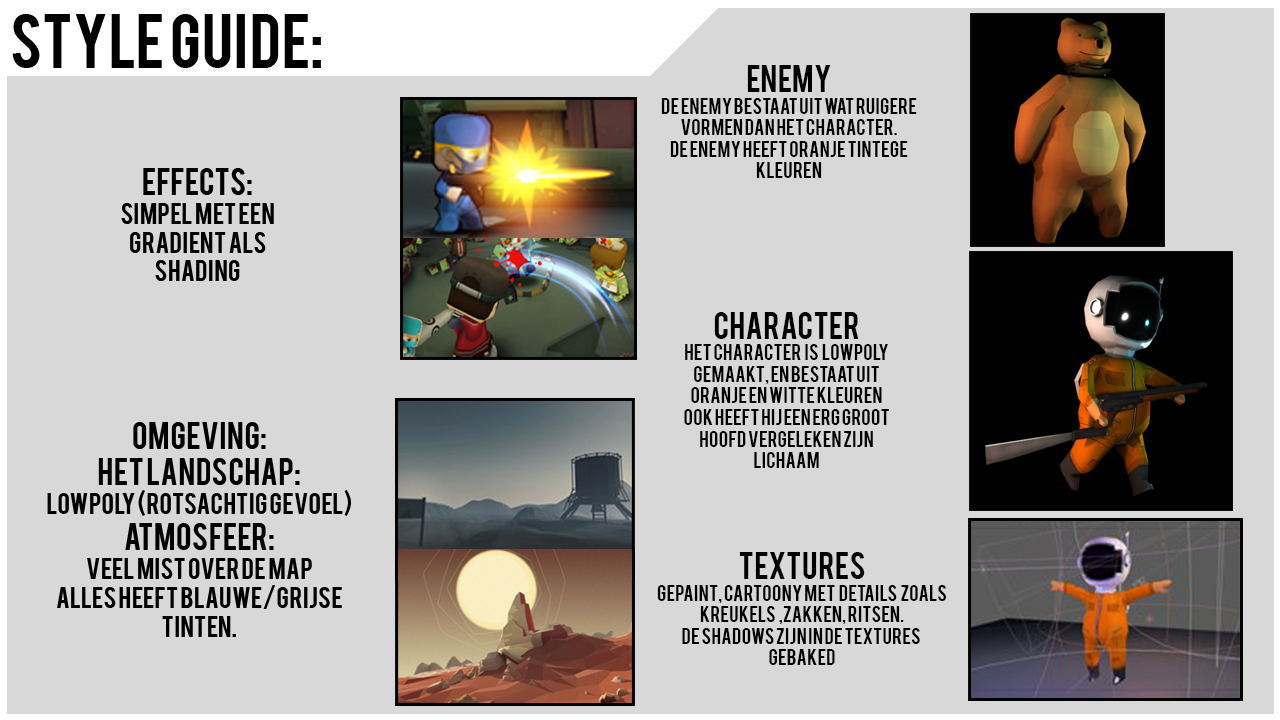 STYLE GUIDE:
EFFECTS:
SIMPEL MET EEN
GRADIENT ALS
SHADING
OMGEVING:
HET LANDSCHAP:
LOWPOLY (ROTSACHTIG GEVOEL)
ATMOSFEER:
VEEL MIST OVER DE MAP
ALLES HEEFT BLAUWE/GRIJSE
TINTEN.
ENEMY
DE ENEMY BESTAAT UIT WAT RUIGERE
VORMEN DAN HET CHARACTER.
DE ENEMY HEEFT ORANJE TINTEGE
KLEUREN
CHARACTER
HET CHARACTER IS LOWPOLY
GEMAAKT, EN BESTAAT UIT
ORANJE EN WITTE KLEUREN
OOK HEEFT HIJ EEN ERG GROOT
HOOFD VERGELEKEN ZIJN
LICHAAM
TEXTURES
GEPAINT, CARTOONY MET DETAILS ZOALS
KREUKELS ,ZAKKEN, RITSEN.
DE SHADOWS ZIJN IN DE TEXTURES
GEBAKED